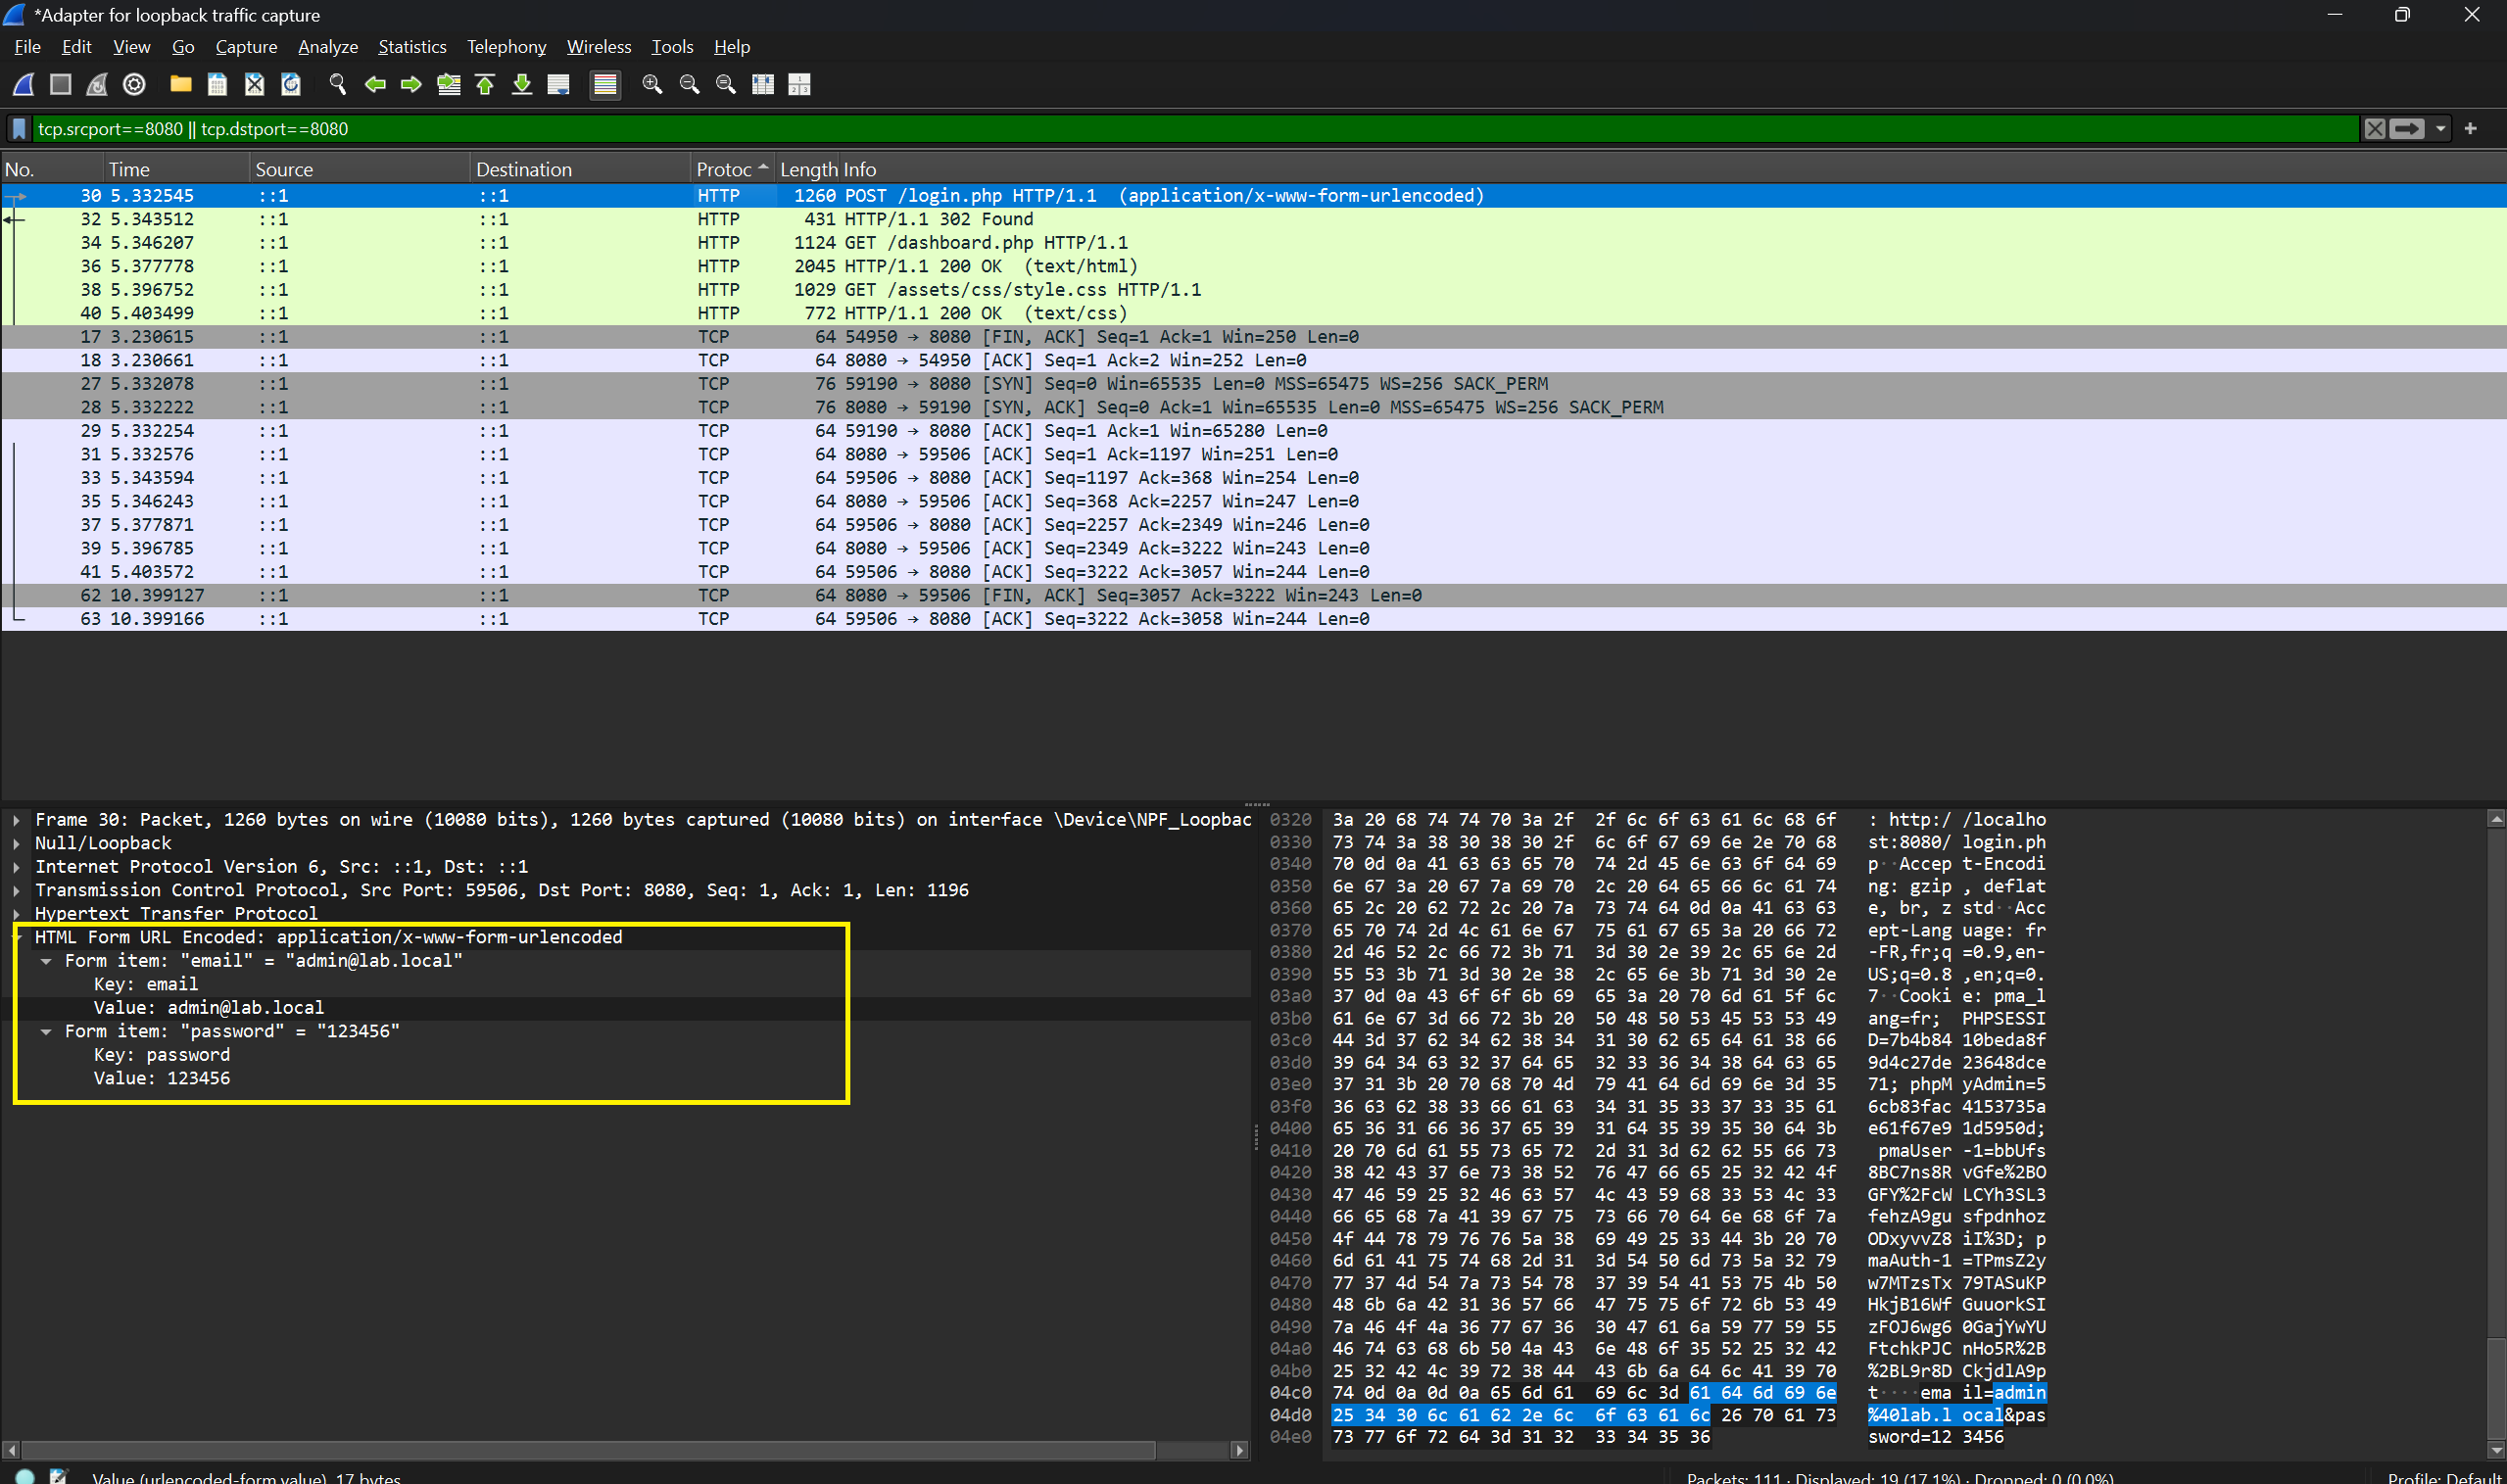 *Adapter for loopback traffic capture
File Edit View Go Capture Analyze Statistics Telephony Wireless Tools Help
tcp.srcport==8080 || tcp.dstport==8080
No. Time Source Destination Protoc Length Info
30 5.332545 ::1 ::1 HTTP 1260 POST /login.php HTTP/1.1 (application/x-www-form-urlencoded)
32 5.343512 ::1 ::1 HTTP 431 HTTP/1.1 302 Found
34 5.346207 ::1 ::1 HTTP 1124 GET /dashboard.php HTTP/1.1
36 5.377778 ::1 ::1 HTTP 2045 HTTP/1.1 200 OK (text/html)
38 5.396752 ::1 ::1 HTTP 1029 GET /assets/css/style.css HTTP/1.1
40 5.403499 ::1 ::1 HTTP 772 HTTP/1.1 200 OK (text/css)
17 3.230615 ::1 ::1 TCP 64 54950 → 8080 [FIN, ACK] Seq=1 Ack=1 Win=250 Len=0
18 3.230661 ::1 ::1 TCP 64 8080 → 54950 [ACK] Seq=1 Ack=2 Win=252 Len=0
27 5.332078 ::1 ::1 TCP 76 59190 → 8080 [SYN] Seq=0 Win=65535 Len=0 MSS=65475 WS=256 SACK_PERM
28 5.332222 ::1 ::1 TCP 76 8080 → 59190 [SYN, ACK] Seq=0 Ack=1 Win=65535 Len=0 MSS=65475 WS=256 SACK_PERM
29 5.332254 ::1 ::1 TCP 64 59190 → 8080 [ACK] Seq=1 Ack=1 Win=65280 Len=0
31 5.332576 ::1 ::1 TCP 64 8080 → 59506 [ACK] Seq=1 Ack=1197 Win=251 Len=0
33 5.343594 ::1 ::1 TCP 64 59506 → 8080 [ACK] Seq=1197 Ack=368 Win=254 Len=0
35 5.346243 ::1 ::1 TCP 64 8080 → 59506 [ACK] Seq=368 Ack=2257 Win=247 Len=0
37 5.377871 ::1 ::1 TCP 64 59506 → 8080 [ACK] Seq=2257 Ack=2349 Win=246 Len=0
39 5.396785 ::1 ::1 TCP 64 8080 → 59506 [ACK] Seq=2349 Ack=3222 Win=243 Len=0
41 5.403572 ::1 ::1 TCP 64 59506 → 8080 [ACK] Seq=3222 Ack=3057 Win=244 Len=0
62 10.399127 ::1 ::1 TCP 64 8080 → 59506 [FIN, ACK] Seq=3057 Ack=3222 Win=243 Len=0
63 10.399166 ::1 ::1 TCP 64 59506 → 8080 [ACK] Seq=3222 Ack=3058 Win=244 Len=0
Frame 30: Packet, 1260 bytes on wire (10080 bits), 1260 bytes captured (10080 bits) on interface \Device\NPF_Loopbac
Null/Loopback
Internet Protocol Version 6, Src: ::1, Dst: ::1
Transmission Control Protocol, Src Port: 59506, Dst Port: 8080, Seq: 1, Ack: 1, Len: 1196
Hypertext Transfer Protocol
HTML Form URL Encoded: application/x-www-form-urlencoded
Form item: "email" = "admin@lab.local"
Key: email
Value: admin@lab.local
Form item: "password" = "123456"
Key: password
Value: 123456
0320 3a 20 68 74 74 70 3a 2f 2f 6c 6f 63 61 6c 68 6f : http:/ /localho
0330 73 74 3a 38 30 38 30 2f 6c 6f 67 69 6e 2e 70 68 st:8080/ login.ph
0340 70 0d 0a 41 63 63 65 70 74 2d 45 6e 63 6f 64 69 p··Accep t-Encodi
0350 6e 67 3a 20 67 7a 69 70 2c 20 64 65 66 6c 61 74 ng: gzip , deflat
0360 65 2c 20 62 72 2c 20 7a 73 74 64 0d 0a 41 63 63 e, br, z std··Acc
0370 65 70 74 2d 4c 61 6e 67 75 61 67 65 3a 20 66 72 ept-Lang uage: fr
0380 2d 46 52 2c 66 72 3b 71 3d 30 2e 39 2c 65 6e 2d -FR,fr;q =0.9,en-
0390 55 53 3b 71 3d 30 2e 38 2c 65 6e 3b 71 3d 30 2e US;q=0.8 ,en;q=0.
03a0 37 0d 0a 43 6f 6f 6b 69 65 3a 20 70 6d 61 5f 6c 7··Cooki e: pma_l
03b0 61 6e 67 3d 66 72 3b 20 50 48 50 53 45 53 53 49 ang=fr; PHPSESSI
03c0 44 3d 37 62 34 62 38 34 31 30 62 65 64 61 38 66 D=7b4b84 10beda8f
03d0 39 64 34 63 32 37 64 65 32 33 36 34 38 64 63 65 9d4c27de 23648dce
03e0 37 31 3b 20 70 68 70 4d 79 41 64 6d 69 6e 3d 35 71; phpM yAdmin=5
03f0 36 63 62 38 33 66 61 63 34 31 35 33 37 33 35 61 6cb83fac 4153735a
0400 65 36 31 66 36 37 65 39 31 64 35 39 35 30 64 3b e61f67e9 1d5950d;
0410 20 70 6d 61 55 73 65 72 2d 31 3d 62 62 55 66 73 pmaUser -1=bbUfs
0420 38 42 43 37 6e 73 38 52 76 47 66 65 25 32 42 4f 8BC7ns8R vGfe%2BO
0430 47 46 59 25 32 46 63 57 4c 43 59 68 33 53 4c 33 GFY%2FcW LCYh3SL3
0440 66 65 68 7a 41 39 67 75 73 66 70 64 6e 68 6f 7a fehzA9gu sfpdnhoz
0450 4f 44 78 79 76 76 5a 38 69 49 25 33 44 3b 20 70 ODxyvvZ8 iI%3D; p
0460 6d 61 41 75 74 68 2d 31 3d 54 50 6d 73 5a 32 79 maAuth-1 =TPmsZ2y
0470 77 37 4d 54 7a 73 54 78 37 39 54 41 53 75 4b 50 w7MTzsTx 79TASuKP
0480 48 6b 6a 42 31 36 57 66 47 75 75 6f 72 6b 53 49 HkjB16Wf GuuorkSI
0490 7a 46 4f 4a 36 77 67 36 30 47 61 6a 59 77 59 55 zFOJ6wg6 0GajYwYU
04a0 46 74 63 68 6b 50 4a 43 6e 48 6f 35 52 25 32 42 FtchkPJC nHo5R%2B
04b0 25 32 42 4c 39 72 38 44 43 6b 6a 64 6c 41 39 70 %2BL9r8D CkjdlA9p
04c0 74 0d 0a 0d 0a 65 6d 61 69 6c 3d 61 64 6d 69 6e t····ema il=admin
04d0 25 34 30 6c 61 62 2e 6c 6f 63 61 6c 26 70 61 73 %40lab.l ocal&pas
04e0 73 77 6f 72 64 3d 31 32 33 34 35 36 sword=12 3456
Value (urlencoded-form value), 17 bytes Packets: 111 · Displayed: 19 (17.1%) · Dropped: 0 (0.0%) Profile: Default